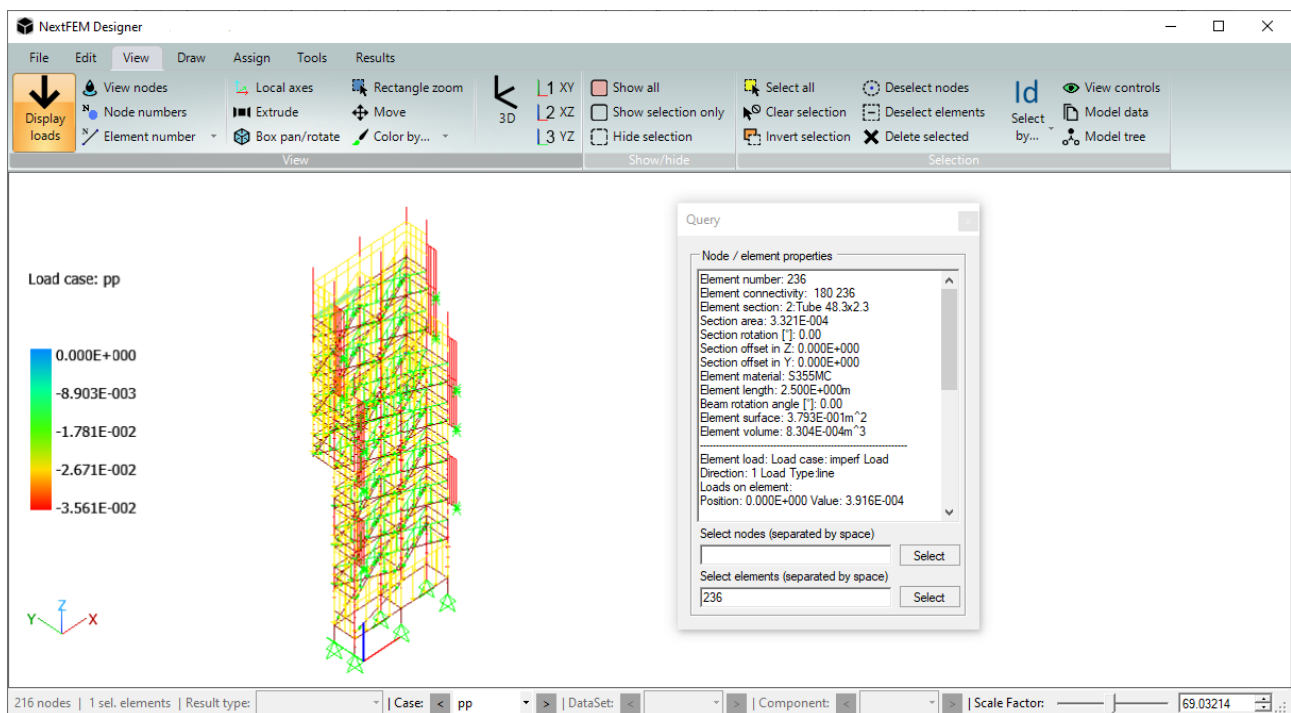 NextFEM Designer
File Edit View Draw Assign Tools Results
Display loads
View nodes
Node numbers
Element number
Local axes
Extrude
Box pan/rotate
Rectangle zoom
Move
Color by...
View
3D
1 XY
2 XZ
3 YZ
Show all
Show selection only
Hide selection
Show/hide
Select all
Clear selection
Invert selection
Deselect nodes
Deselect elements
Delete selected
Id
Select by...
View controls
Model data
Model tree
Selection
Load case: pp
0.000E+000
-8.903E-003
-1.781E-002
-2.671E-002
-3.561E-002
Z
Y X
Query
Node / element properties
Element number: 236
Element connectivity: 180 236
Element section: 2:Tube 48.3x2.3
Section area: 3.321E-004
Section rotation [°]: 0.00
Section offset in Z: 0.000E+000
Section offset in Y: 0.000E+000
Element material: S355MC
Element length: 2.500E+000m
Beam rotation angle [°]: 0.00
Element surface: 3.793E-001m^2
Element volume: 8.304E-004m^3
Element load: Load case: imperf Load
Direction: 1 Load Type:line
Loads on element:
Position: 0.000E+000 Value: 3.916E-004
Select nodes (separated by space)
Select
Select elements (separated by space)
236 Select
216 nodes | 1 sel. elements | Result type: | Case: < pp > | DataSet: < > | Component: < > | Scale Factor: 69.03214